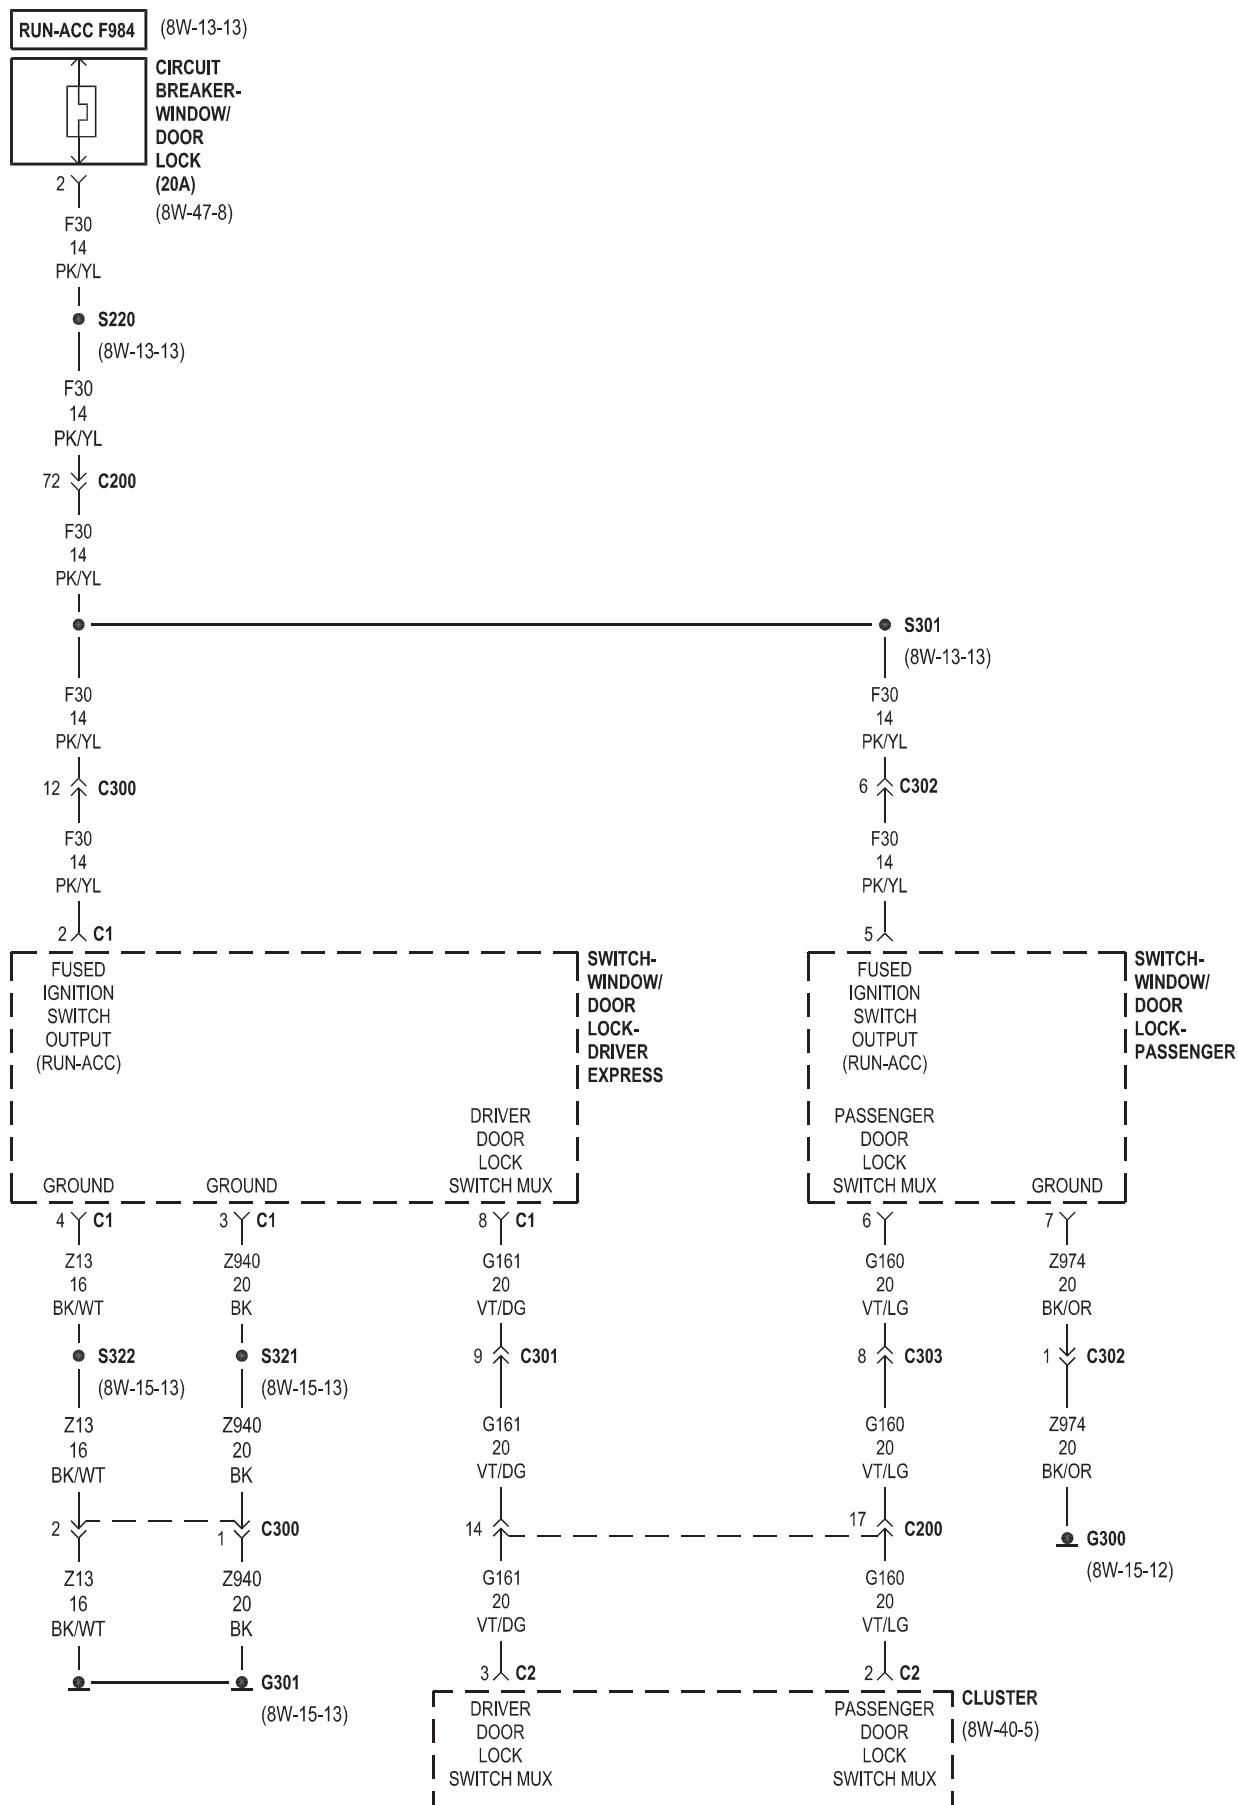 RUN-ACC F984
(8W-13-13)
CIRCUIT
BREAKER-
WINDOW/
DOOR
LOCK
(20A)
(8W-47-8)
2
F30
14
PK/YL
S220
(8W-13-13)
F30
14
PK/YL
72
C200
F30
14
PK/YL
S301
(8W-13-13)
F30
14
PK/YL
12
C300
F30
14
PK/YL
2
C1
F30
14
PK/YL
6
C302
F30
14
PK/YL
5
FUSED
IGNITION
SWITCH
OUTPUT
(RUN-ACC)
DRIVER
DOOR
LOCK
SWITCH MUX
GROUND
GROUND
SWITCH-
WINDOW/
DOOR
LOCK-
DRIVER
EXPRESS
FUSED
IGNITION
SWITCH
OUTPUT
(RUN-ACC)
PASSENGER
DOOR
LOCK
SWITCH MUX
GROUND
SWITCH-
WINDOW/
DOOR
LOCK-
PASSENGER
4
C1
Z13
16
BK/WT
S322
(8W-15-13)
Z13
16
BK/WT
2
Z13
16
BK/WT
3
C1
Z940
20
BK
S321
(8W-15-13)
Z940
20
BK
1
C300
Z940
20
BK
G301
(8W-15-13)
8
C1
G161
20
VT/DG
9
C301
G161
20
VT/DG
14
G161
20
VT/DG
3
C2
6
G160
20
VT/LG
8
C303
G160
20
VT/LG
17
C200
G160
20
VT/LG
2
C2
7
Z974
20
BK/OR
1
C302
Z974
20
BK/OR
G300
(8W-15-12)
DRIVER
DOOR
LOCK
SWITCH MUX
PASSENGER
DOOR
LOCK
SWITCH MUX
CLUSTER
(8W-40-5)